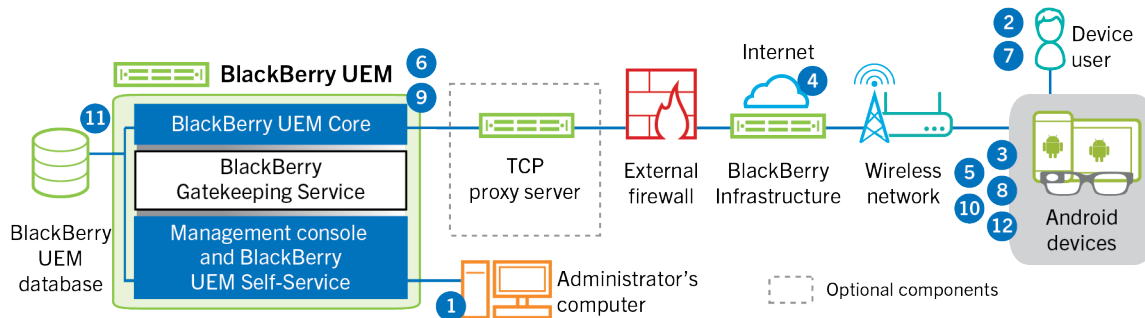 2
7
Device
user
Internet
4
BlackBerry UEM
6
9
11
BlackBerry UEM Core
BlackBerry
Gatekeeping Service
Management console
and BlackBerry
UEM Self-Service
BlackBerry
UEM
database
TCP
proxy server
External
firewall
BlackBerry
Infrastructure
Wireless
network
3
5
8
10
12
Android
devices
1
Administrator's
computer
Optional components